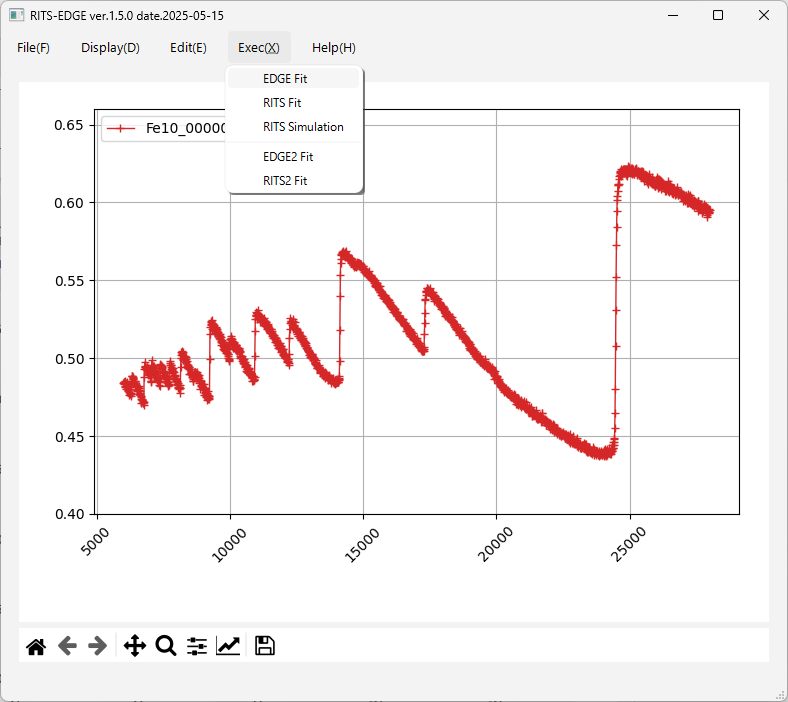 RITS-EDGE ver.1.5.0 date.2025-05-15
File(F) Display(D) Edit(E) Exec(X) Help(H)
EDGE Fit
RITS Fit
RITS Simulation
EDGE2 Fit
RITS2 Fit
Fe10_0000
0.65
0.60
0.55
0.50
0.45
0.40
5000 10000 15000 20000 25000